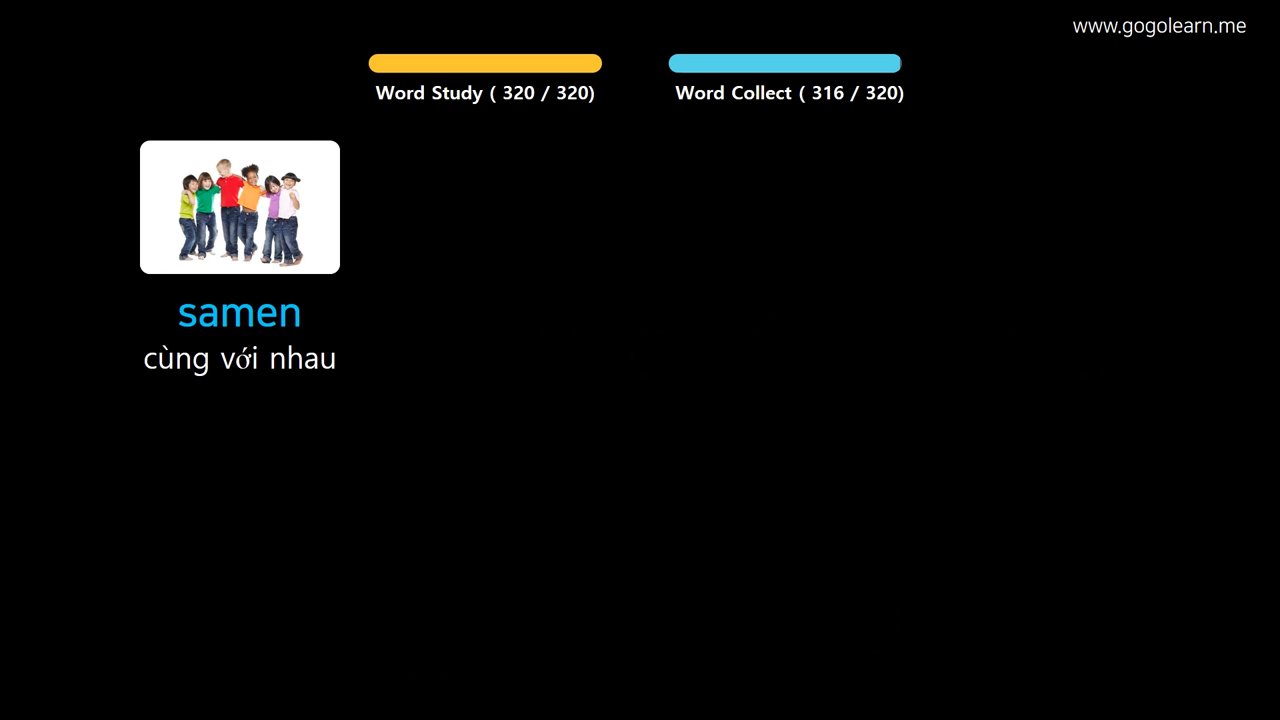 www.gogolearn.me
Word Study ( 320 / 320)
Word Collect ( 316 / 320)
samen
cùng với nhau